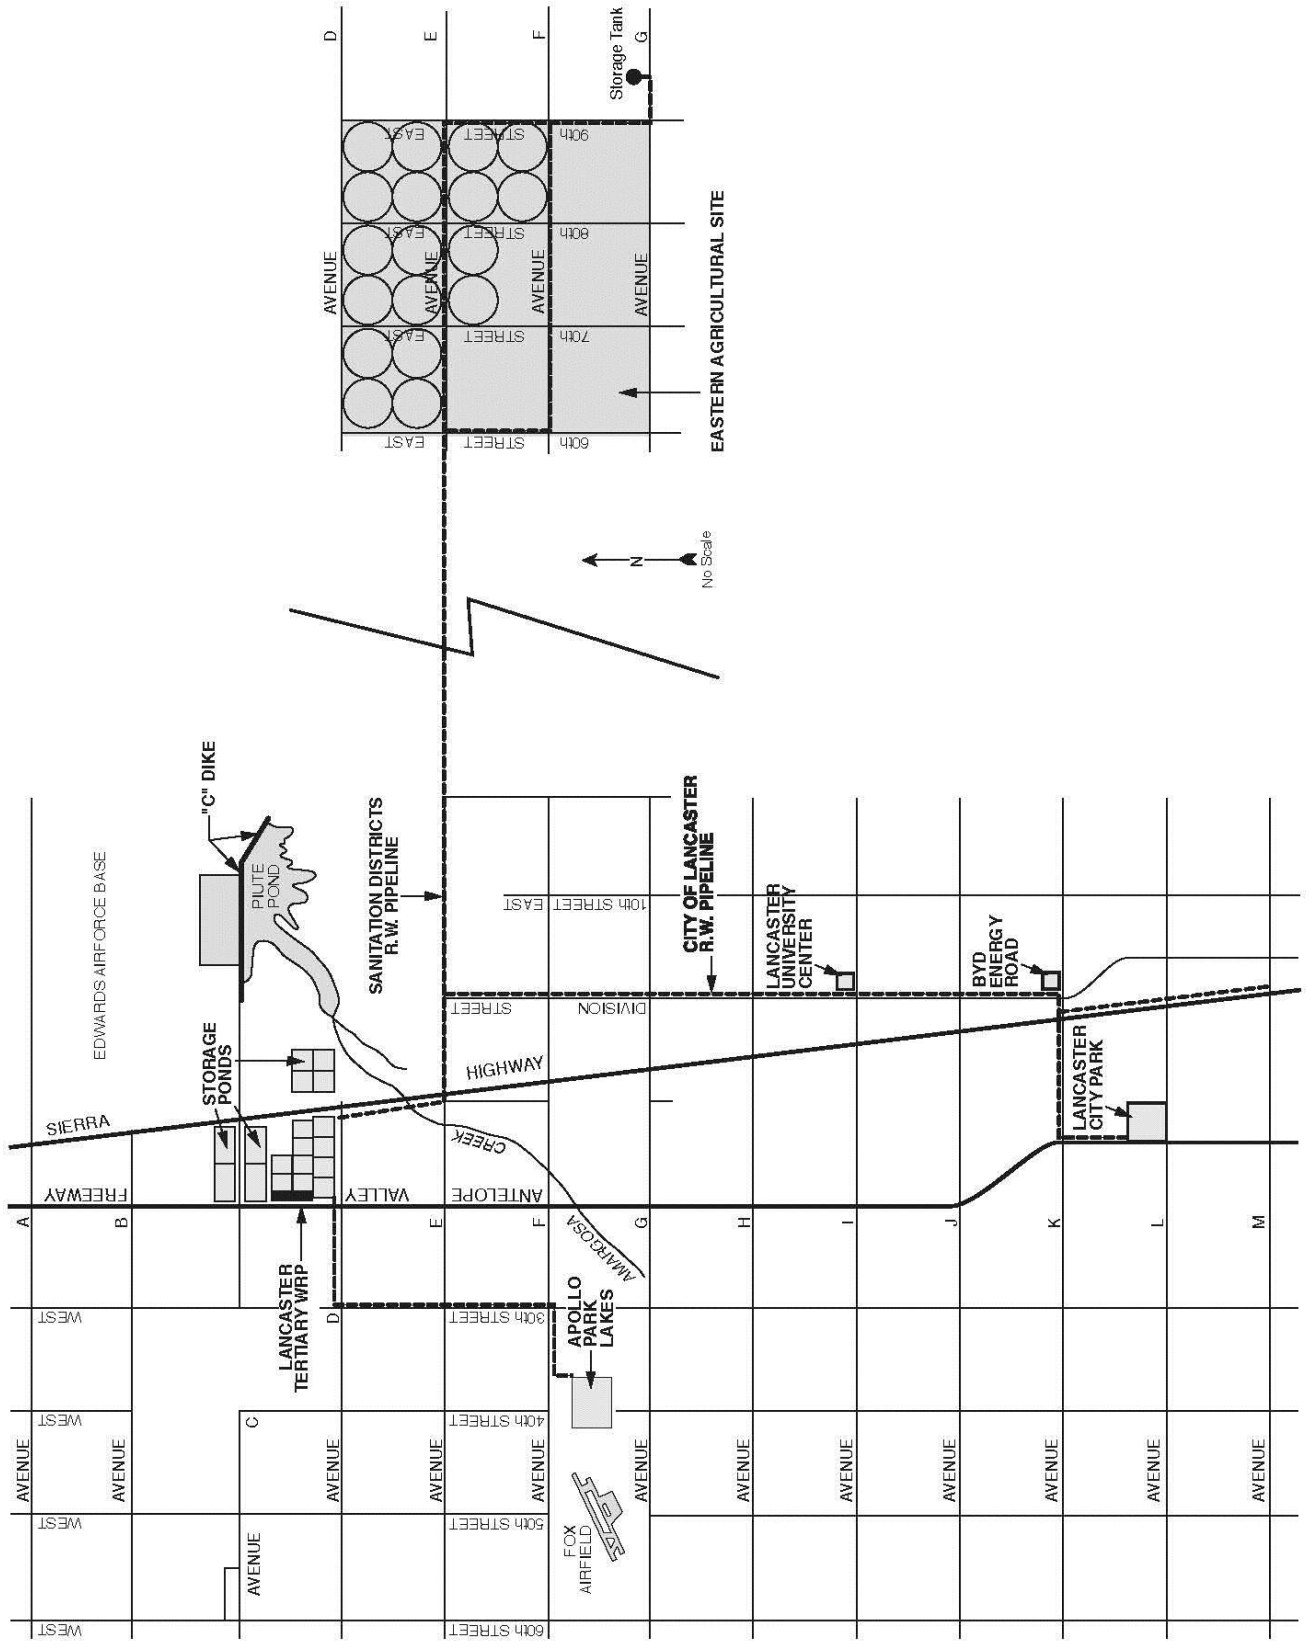 EDWARDS AIRFORCE BASE
"C" DIKE
PIUTE
POND
STORAGE
PONDS
SIERRA
HIGHWAY
SANITATION DISTRICTS
R.W. PIPELINE
CITY OF LANCASTER
R.W. PIPELINE
LANCASTER
UNIVERSITY
CENTER
BYD
ENERGY
ROAD
LANCASTER
CITY PARK
LANCASTER
TERTIARY WRP
APOLLO
PARK
LAKES
FOX
AIRFIELD
AMARGOSA
CREEK
ANTELOPE
VALLEY
FREEWAY
DIVISION
STREET
10th STREET EAST
30th STREET
WEST
40th STREET
WEST
50th STREET
WEST
60th STREET
WEST
AVENUE
A
AVENUE
B
AVENUE
C
D
AVENUE
E
AVENUE
F
AVENUE
G
AVENUE
H
AVENUE
I
AVENUE
J
AVENUE
K
AVENUE
L
AVENUE
M
AVENUE
N
No Scale
EASTERN AGRICULTURAL SITE
60th
STREET
EAST
70th
STREET
EAST
80th
STREET
EAST
90th
STREET
EAST
AVENUE
D
AVENUE
E
AVENUE
F
AVENUE
G
Storage Tank